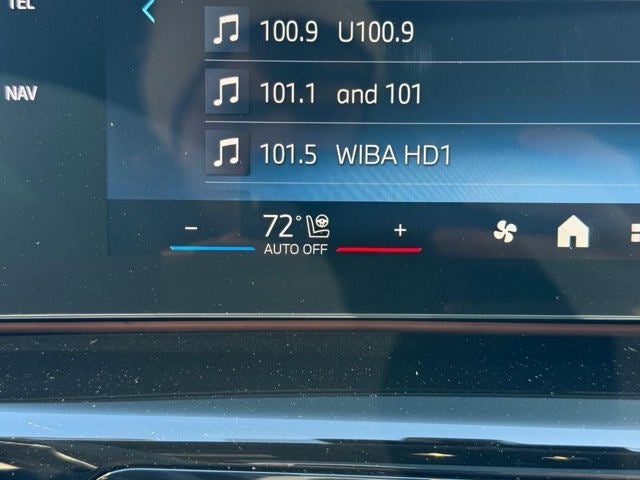 TEL
100.9 U100.9
NAV
101.1 and 101
101.5 WIBA HD1
− 72° +
AUTO OFF